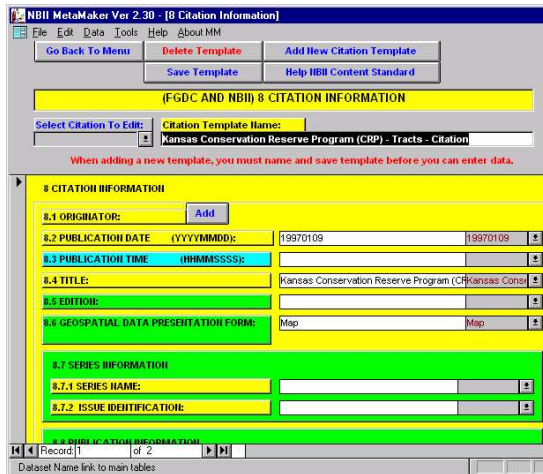 NBII MetaMaker Ver 2.30 - [8 Citation Information]
File Edit Data Tools Help About MM
Go Back To Menu Delete Template Add New Citation Template
Save Template Help NBII Content Standard
(FGDC AND NBII) 8 CITATION INFORMATION
Select Citation To Edit: Citation Template Name:
Kansas Conservation Reserve Program (CRP) - Tracts - Citation
When adding a new template, you must name and save template before you can enter data.
8 CITATION INFORMATION
8.1 ORIGINATOR: Add
8.2 PUBLICATION DATE (YYYYMMDD): 19970109 19970109
8.3 PUBLICATION TIME (HHMMSSSS):
8.4 TITLE: Kansas Conservation Reserve Program (CR Kansas Conse
8.5 EDITION:
8.6 GEOSPATIAL DATA PRESENTATION FORM: Map Map
8.7 SERIES INFORMATION
8.7.1 SERIES NAME:
8.7.2 ISSUE IDENTIFICATION:
8.8 PUBLICATION INFORMATION
Record: 1 of 2
Dataset Name link to main tables